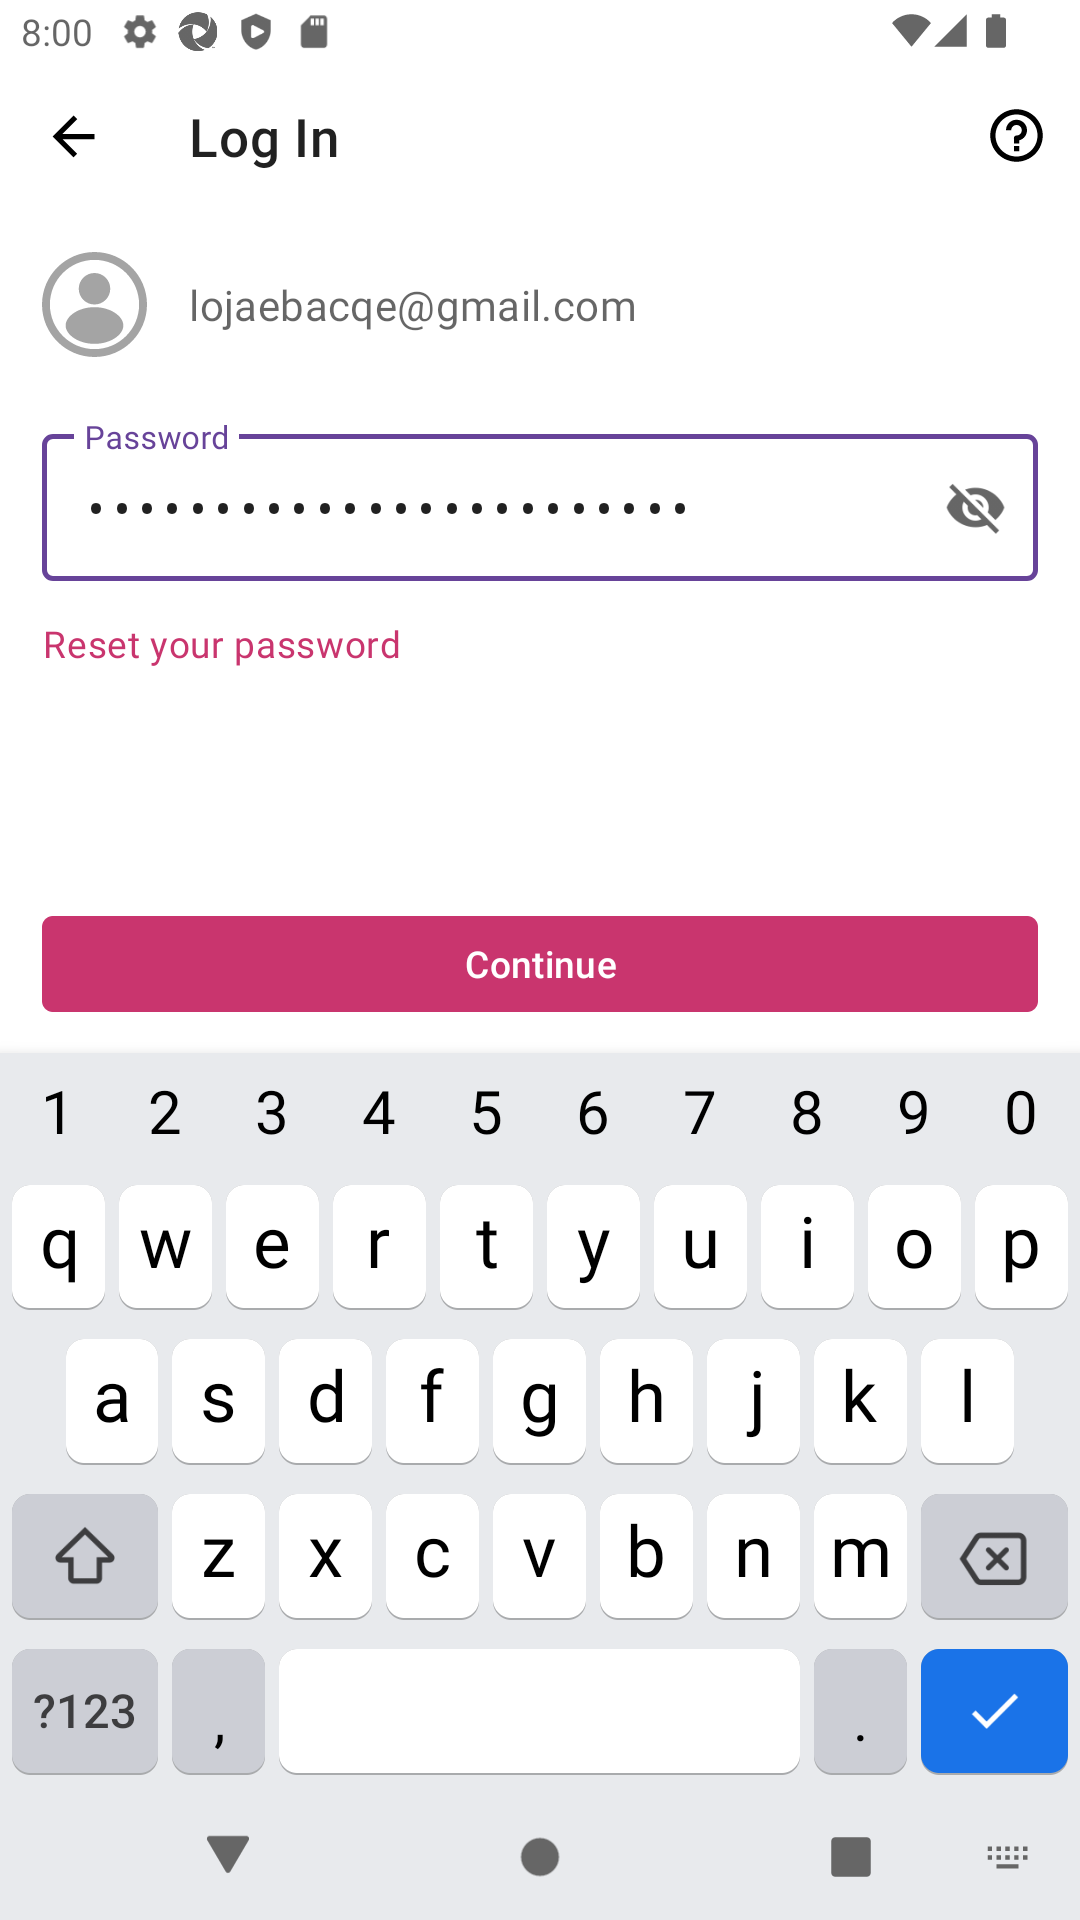 8:00
Log In
lojaebacqe@gmail.com
Password
••••••••••••••••••••••••
Reset your password
Continue
1 2 3 4 5 6 7 8 9 0
q w e r t y u i o p
a s d f g h j k l
z x c v b n m
?123 , .